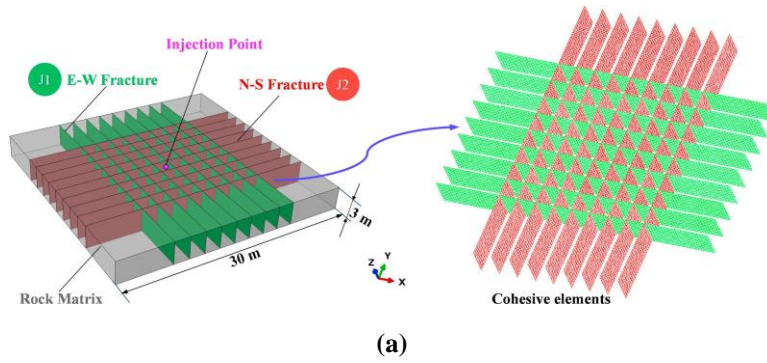 Injection Point
J1 E-W Fracture
N-S Fracture J2
3 m
30 m
Z Y X
Rock Matrix
Cohesive elements
(a)